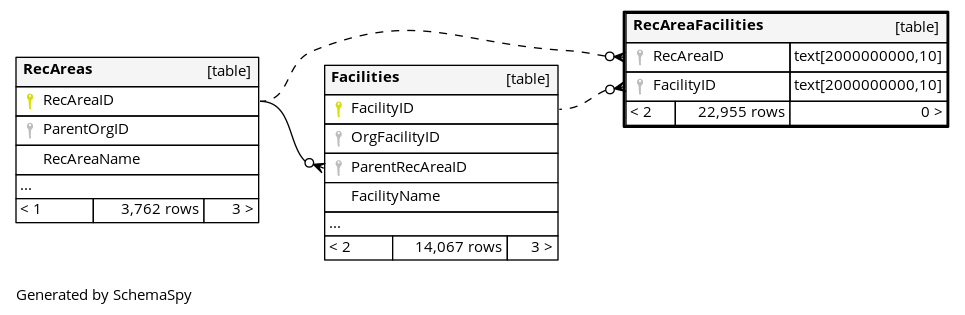 RecAreas [table]
RecAreaID
ParentOrgID
RecAreaName
...
< 1 3,762 rows 3 >
Facilities [table]
FacilityID
OrgFacilityID
ParentRecAreaID
FacilityName
...
< 2 14,067 rows 3 >
RecAreaFacilities [table]
RecAreaID text[2000000000,10]
FacilityID text[2000000000,10]
< 2 22,955 rows 0 >
Generated by SchemaSpy